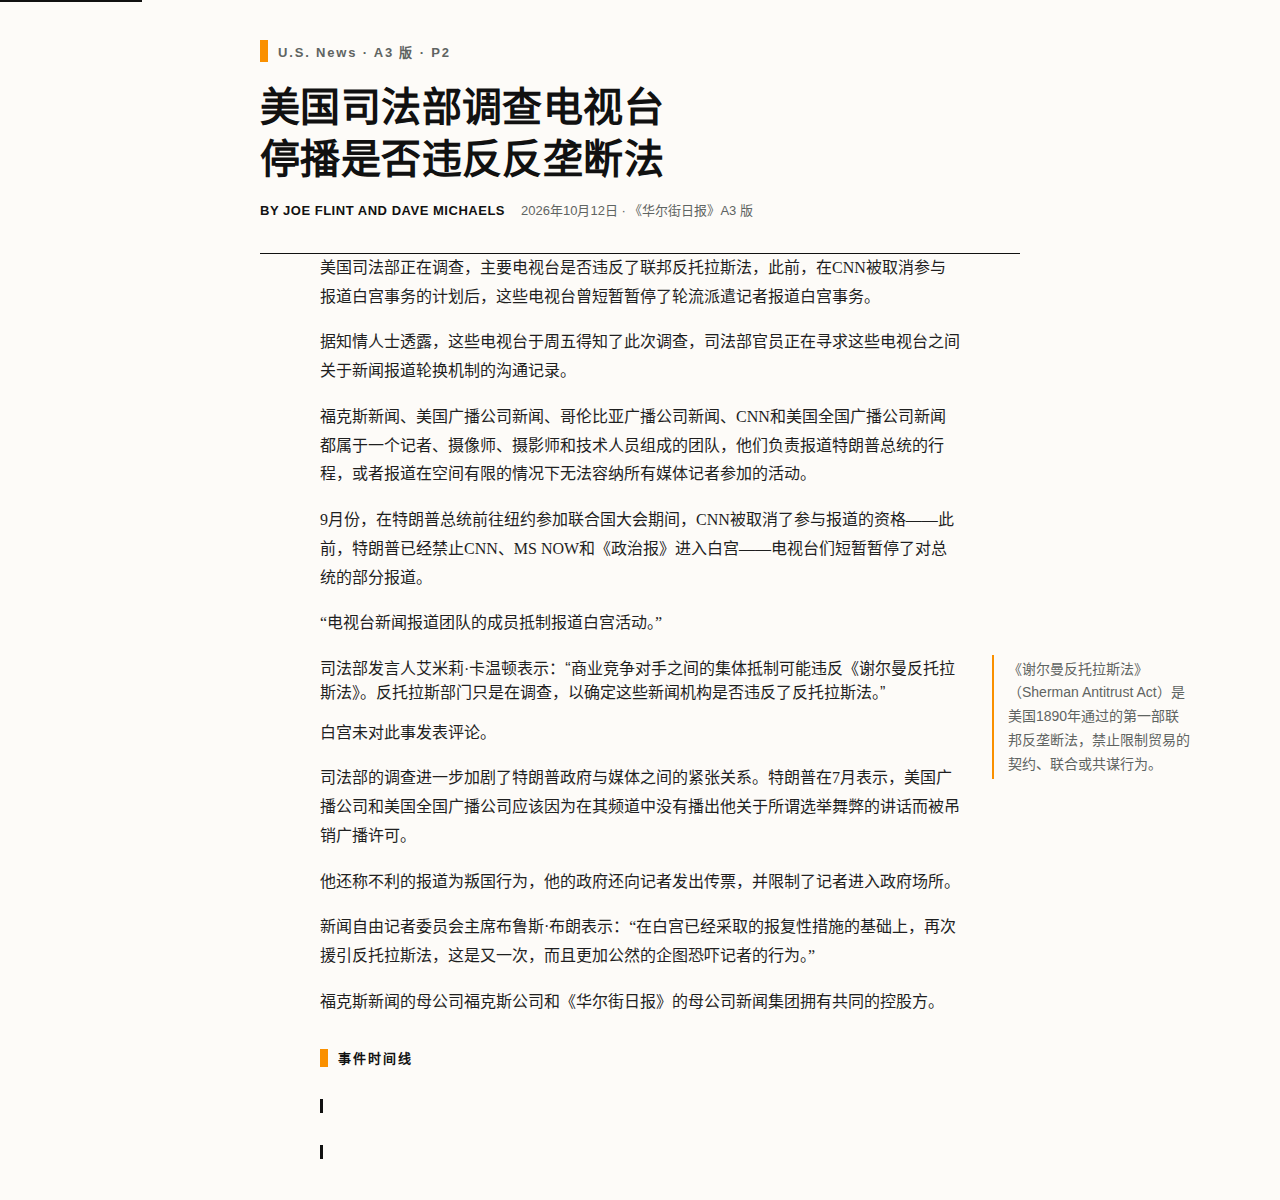 U.S. News · A3 版 · P2
美国司法部调查电视台
停播是否违反反垄断法
BY JOE FLINT AND DAVE MICHAELS 2026年10月12日 · 《华尔街日报》A3 版
美国司法部正在调查，主要电视台是否违反了联邦反托拉斯法，此前，在CNN被取消参与
报道白宫事务的计划后，这些电视台曾短暂暂停了轮流派遣记者报道白宫事务。
据知情人士透露，这些电视台于周五得知了此次调查，司法部官员正在寻求这些电视台之间
关于新闻报道轮换机制的沟通记录。
福克斯新闻、美国广播公司新闻、哥伦比亚广播公司新闻、CNN和美国全国广播公司新闻
都属于一个记者、摄像师、摄影师和技术人员组成的团队，他们负责报道特朗普总统的行
程，或者报道在空间有限的情况下无法容纳所有媒体记者参加的活动。
9月份，在特朗普总统前往纽约参加联合国大会期间，CNN被取消了参与报道的资格——此
前，特朗普已经禁止CNN、MS NOW和《政治报》进入白宫——电视台们短暂暂停了对总
统的部分报道。
“电视台新闻报道团队的成员抵制报道白宫活动。”
司法部发言人艾米莉·卡温顿表示：“商业竞争对手之间的集体抵制可能违反《谢尔曼反托拉
斯法》。反托拉斯部门只是在调查，以确定这些新闻机构是否违反了反托拉斯法。”
《谢尔曼反托拉斯法》
（Sherman Antitrust Act）是
美国1890年通过的第一部联
邦反垄断法，禁止限制贸易的
契约、联合或共谋行为。
白宫未对此事发表评论。
司法部的调查进一步加剧了特朗普政府与媒体之间的紧张关系。特朗普在7月表示，美国广
播公司和美国全国广播公司应该因为在其频道中没有播出他关于所谓选举舞弊的讲话而被吊
销广播许可。
他还称不利的报道为叛国行为，他的政府还向记者发出传票，并限制了记者进入政府场所。
新闻自由记者委员会主席布鲁斯·布朗表示：“在白宫已经采取的报复性措施的基础上，再次
援引反托拉斯法，这是又一次，而且更加公然的企图恐吓记者的行为。”
福克斯新闻的母公司福克斯公司和《华尔街日报》的母公司新闻集团拥有共同的控股方。
事件时间线